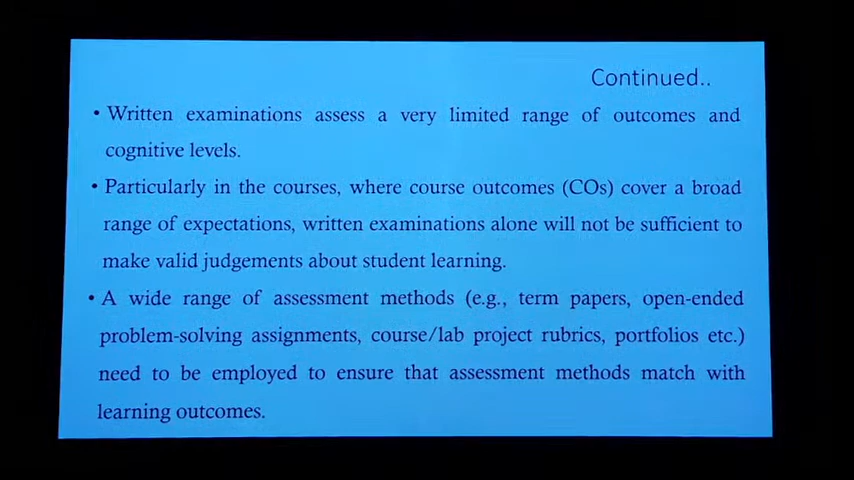 Continued..
• Written examinations assess a very limited range of outcomes and
cognitive levels.
• Particularly in the courses, where course outcomes (COs) cover a broad
range of expectations, written examinations alone will not be sufficient to
make valid judgements about student learning.
• A wide range of assessment methods (e.g., term papers, open-ended
problem-solving assignments, course/lab project rubrics, portfolios etc.)
need to be employed to ensure that assessment methods match with
learning outcomes.